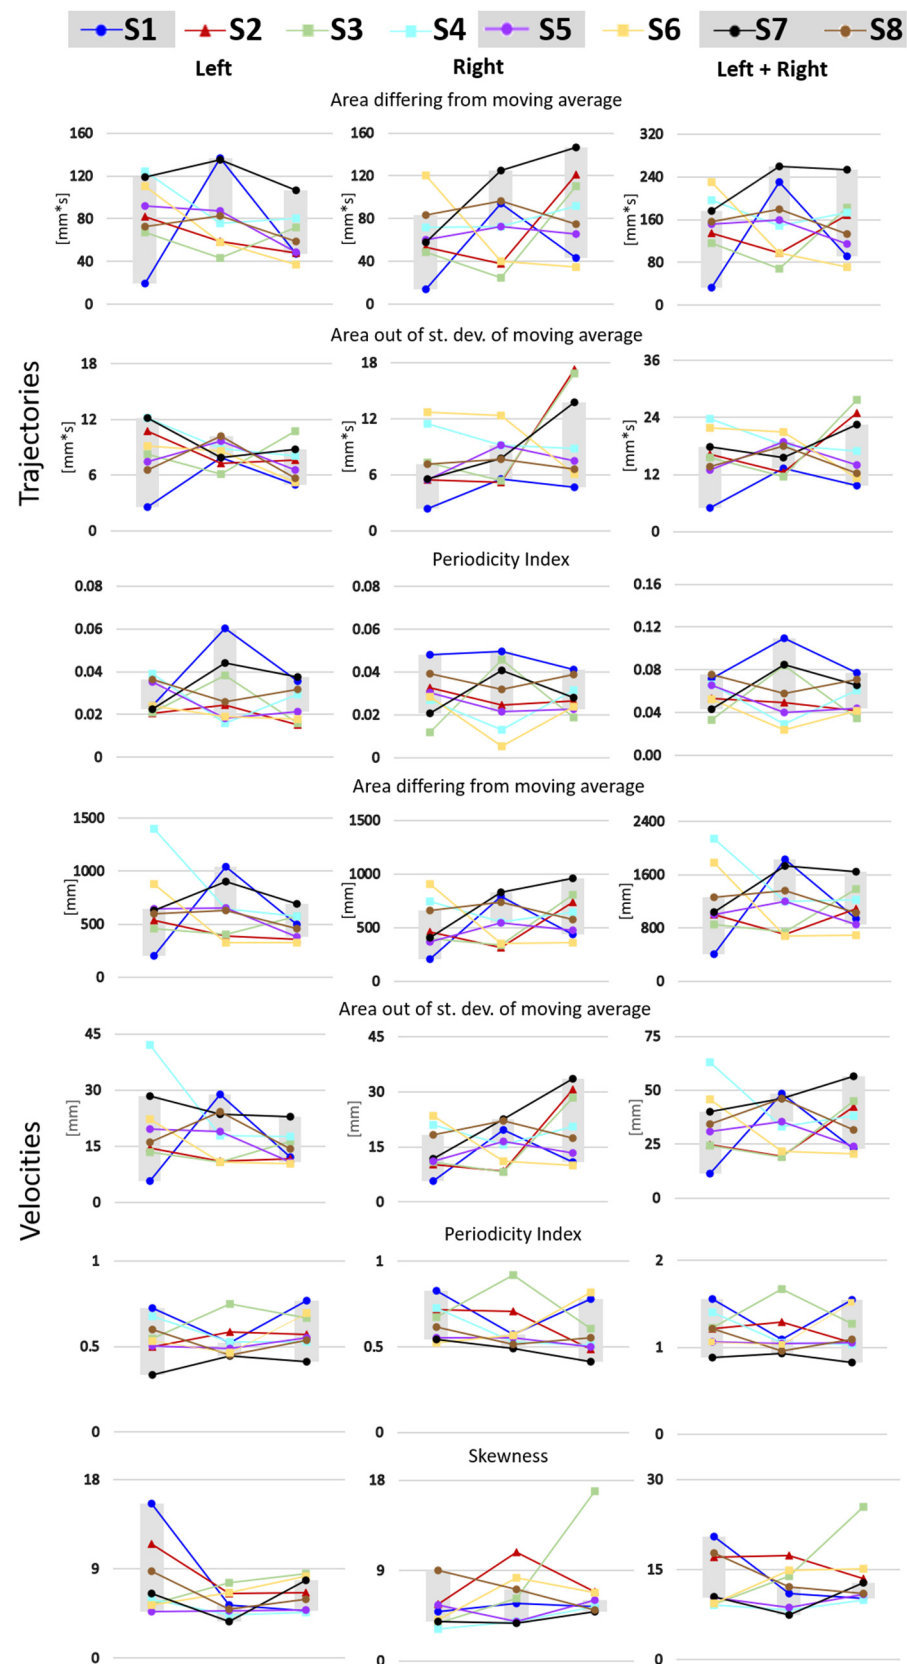 S1 S2 S3 S4 S5 S6 S7 S8
Left Right Left + Right
Trajectories
Area differing from moving average
160 160 320
120 120 240
80 80 160
40 40 80
0 0 0
[mm*s] [mm*s] [mm*s]
Area out of st. dev. of moving average
18 18 36
12 12 24
6 6 12
0 0 0
[mm*s] [mm*s] [mm*s]
Periodicity Index
0.08 0.08 0.16
0.06 0.06 0.12
0.04 0.04 0.08
0.02 0.02 0.04
0 0 0.00
Velocities
Area differing from moving average
1500 1500 2400
1000 1000 1600
500 500 800
0 0 0
[mm] [mm] [mm]
Area out of st. dev. of moving average
45 45 75
30 30 50
15 15 25
0 0 0
[mm] [mm] [mm]
Periodicity Index
1 1 2
0.5 0.5 1
0 0 0
Skewness
18 18 30
9 9 15
0 0 0